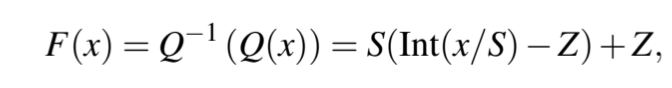 F(x) = Q⁻¹ (Q(x)) = S(Int(x/S) − Z) + Z,